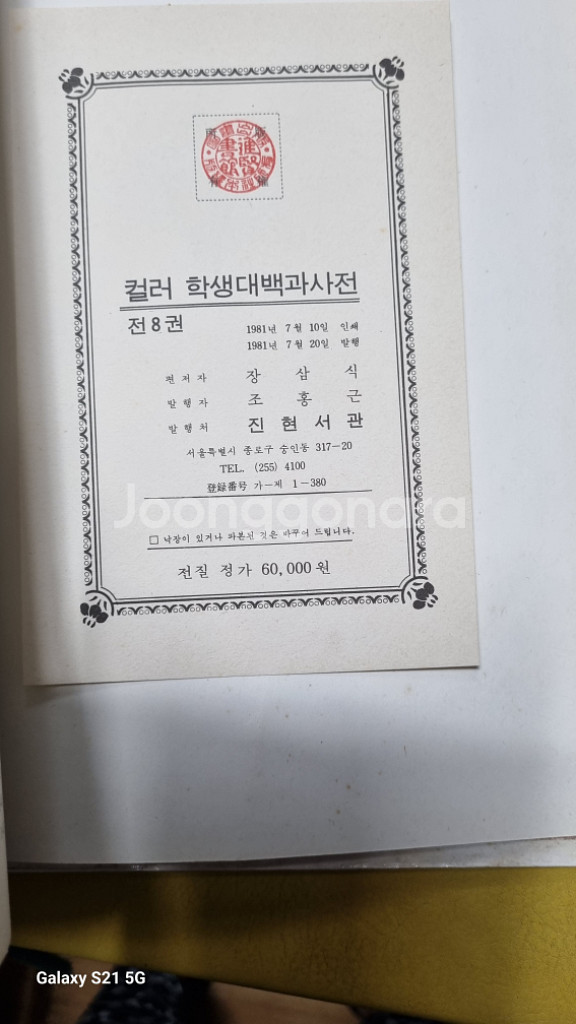 컬러 학생대백과사전
전8권
1981년 7월 10일 인쇄
1981년 7월 20일 발행
편저자 장삼식
발행자 조홍근
발행처 진현서관
서울특별시 종로구 숭인동 317-20
TEL. (255) 4100
登録番号 가-제 1-380
Joonggonara
□ 낙장이 있거나 파본된 것은 바꾸어 드립니다.
전질 정가 60,000원
Galaxy S21 5G